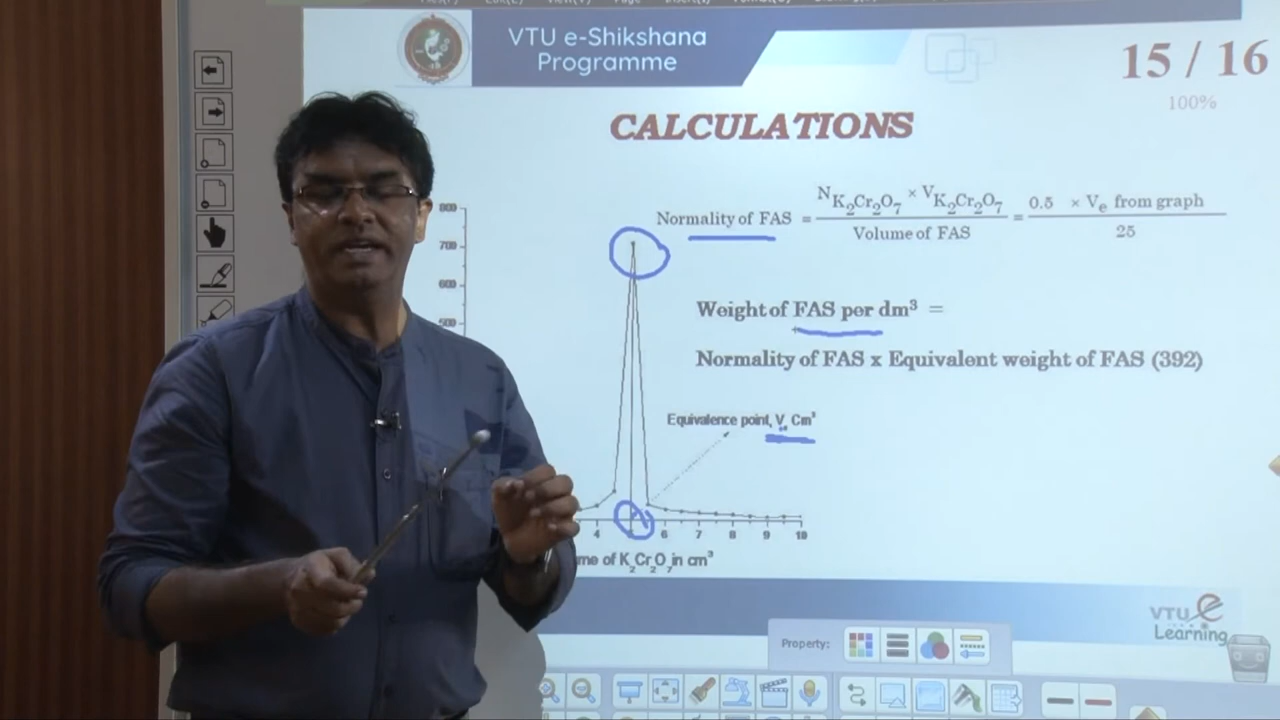 VTU e-Shikshana
Programme
15 / 16
100%
CALCULATIONS
Normality of FAS = N K2Cr2O7 × V K2Cr2O7 / Volume of FAS = 0.5 × Ve from graph / 25
Weight of FAS per dm³ =
Normality of FAS x Equivalent weight of FAS (392)
Equivalence point, Ve Cm³
800
700
600
500
4 6 7 8 9 10
me of K2Cr2O7 in cm³
VTU e
Learning
Property: